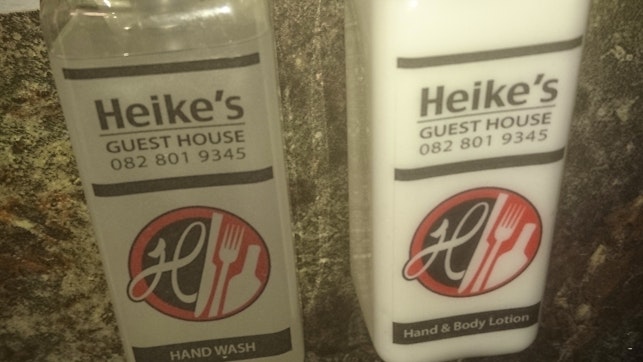 Heike's
GUEST HOUSE
082 801 9345
H
HAND WASH
Heike's
GUEST HOUSE
082 801 9345
H
Hand & Body Lotion